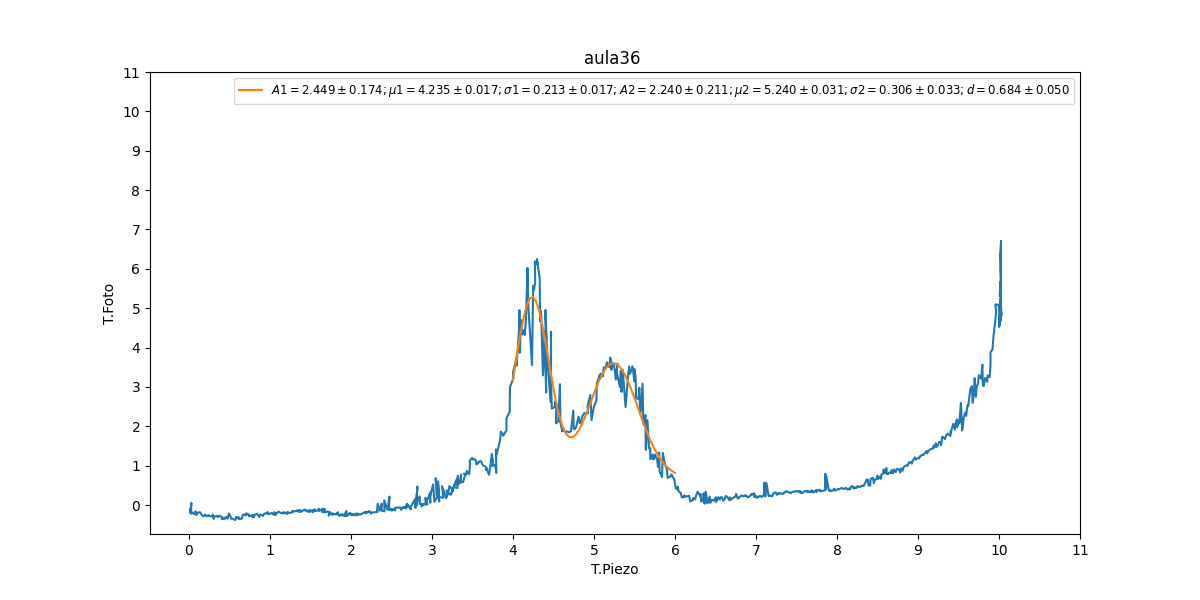 aula36
A1 = 2.449 ± 0.174; μ1 = 4.235 ± 0.017; σ1 = 0.213 ± 0.017; A2 = 2.240 ± 0.211; μ2 = 5.240 ± 0.031; σ2 = 0.306 ± 0.033; d = 0.684 ± 0.050
11
10
9
8
7
6
5
4
3
2
1
0
T.Foto
0 1 2 3 4 5 6 7 8 9 10 11
T.Piezo